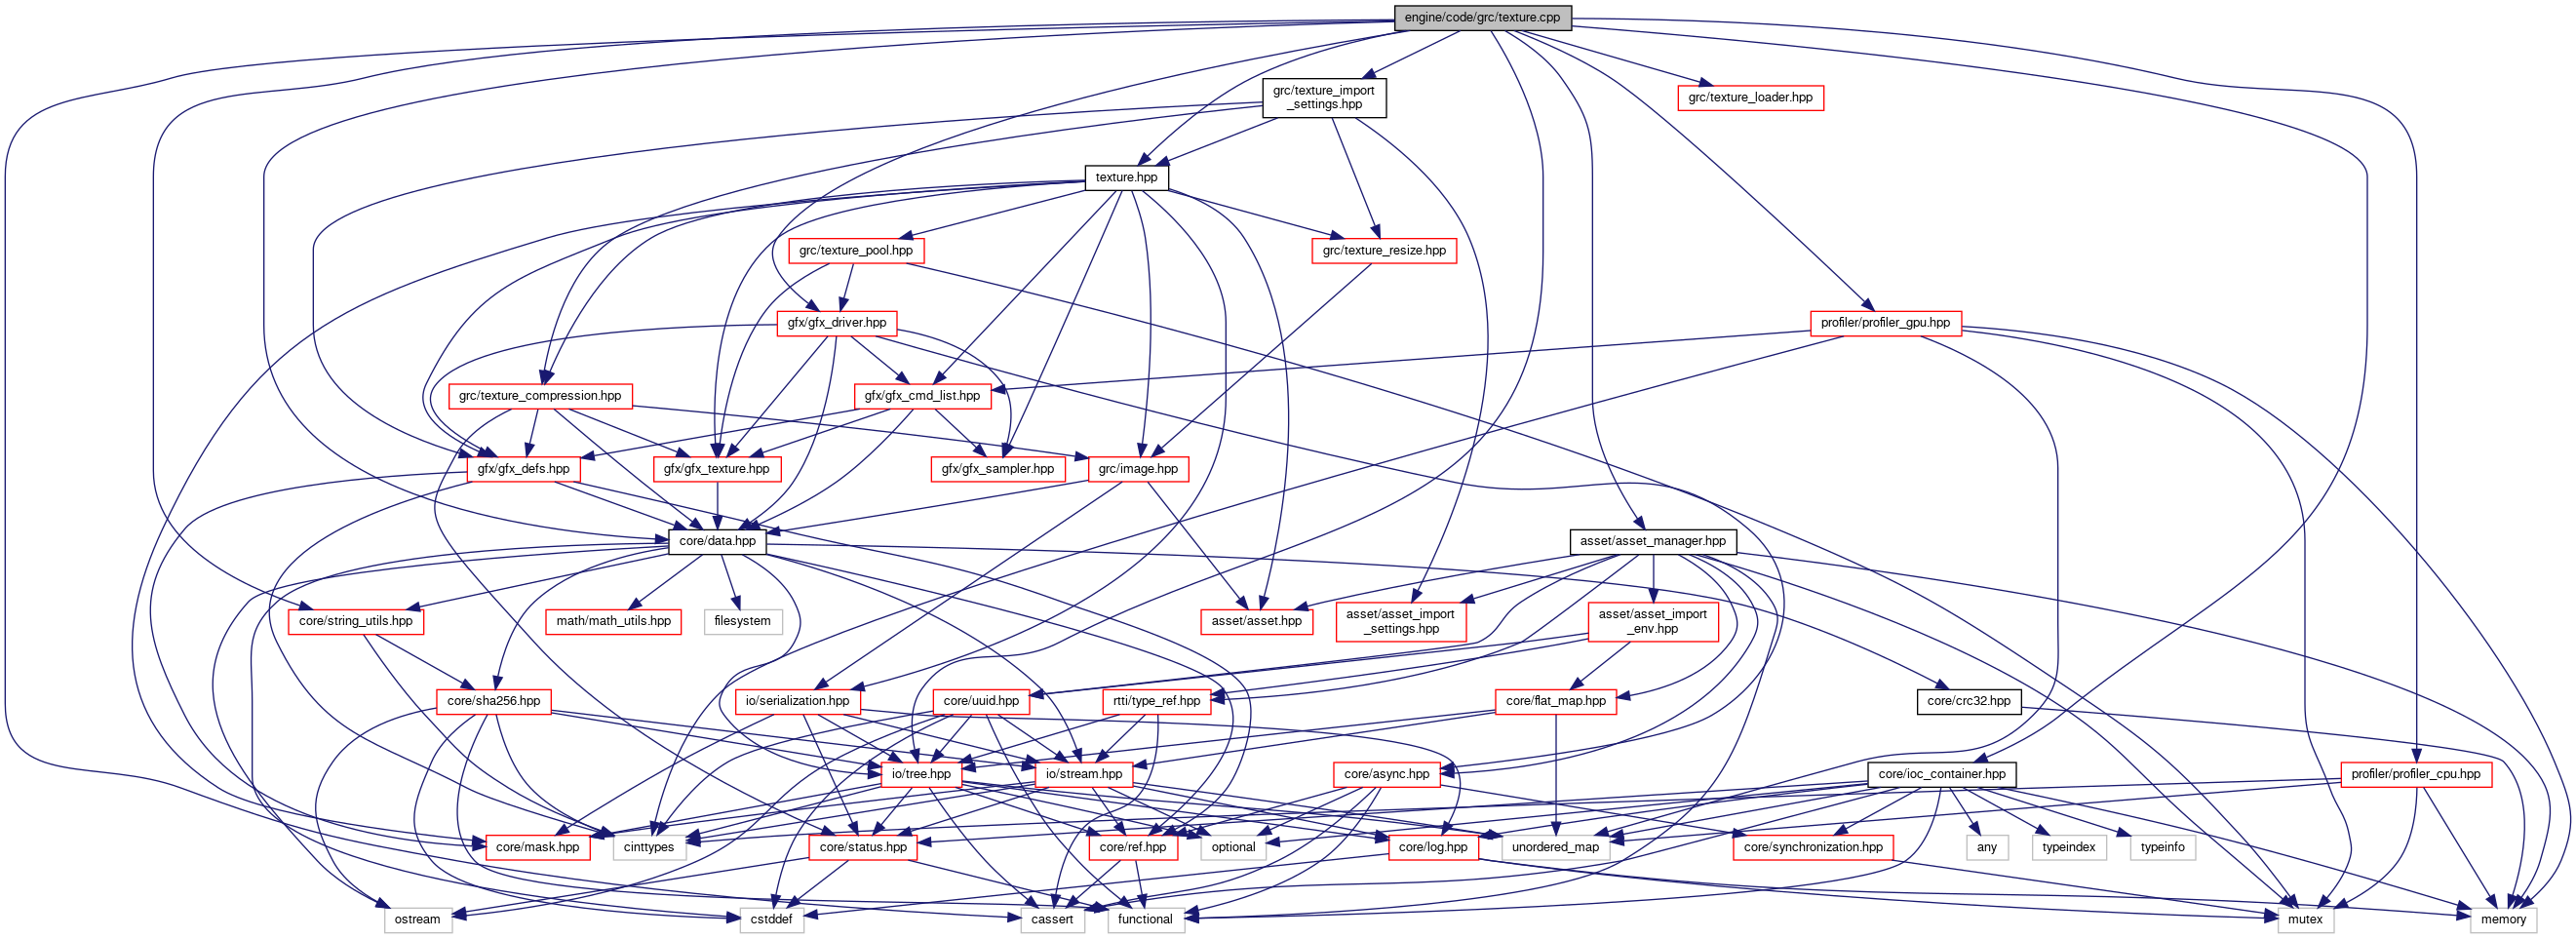 engine/code/grc/texture.cpp
grc/texture_import
_settings.hpp
grc/texture_loader.hpp
texture.hpp
grc/texture_pool.hpp
grc/texture_resize.hpp
gfx/gfx_driver.hpp
profiler/profiler_gpu.hpp
grc/texture_compression.hpp
gfx/gfx_cmd_list.hpp
gfx/gfx_defs.hpp
gfx/gfx_texture.hpp
gfx/gfx_sampler.hpp
grc/image.hpp
core/data.hpp
asset/asset_manager.hpp
core/string_utils.hpp
math/math_utils.hpp
filesystem
asset/asset.hpp
asset/asset_import
_settings.hpp
asset/asset_import
_env.hpp
core/sha256.hpp
io/serialization.hpp
core/uuid.hpp
rtti/type_ref.hpp
core/flat_map.hpp
core/crc32.hpp
io/tree.hpp
io/stream.hpp
core/async.hpp
core/ioc_container.hpp
profiler/profiler_cpu.hpp
core/mask.hpp
cinttypes
core/status.hpp
core/ref.hpp
optional
core/log.hpp
unordered_map
core/synchronization.hpp
any
typeindex
typeinfo
ostream
cstddef
cassert
functional
mutex
memory